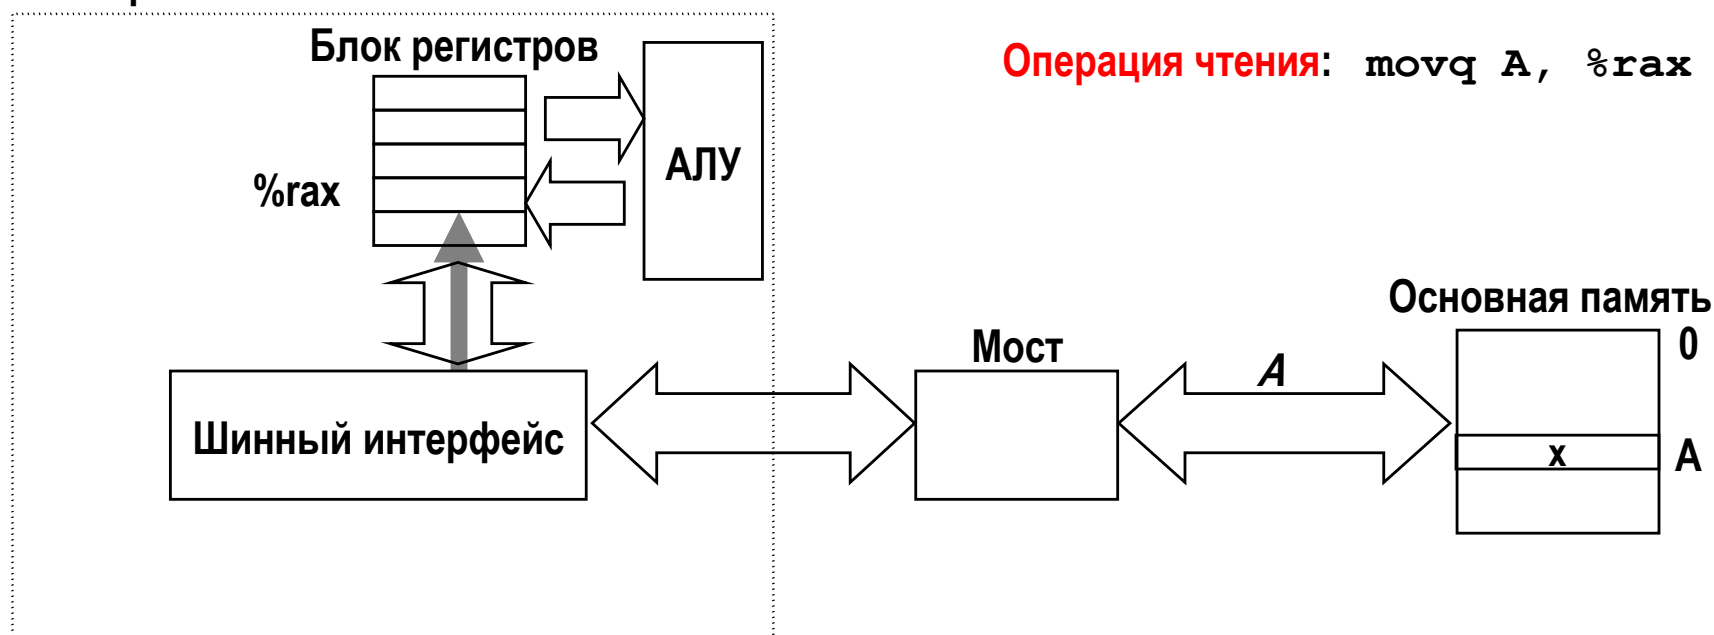 Блок регистров
Операция чтения: movq A, %rax
АЛУ
%rax
Основная память
0
Мост
A
Шинный интерфейс
x
A